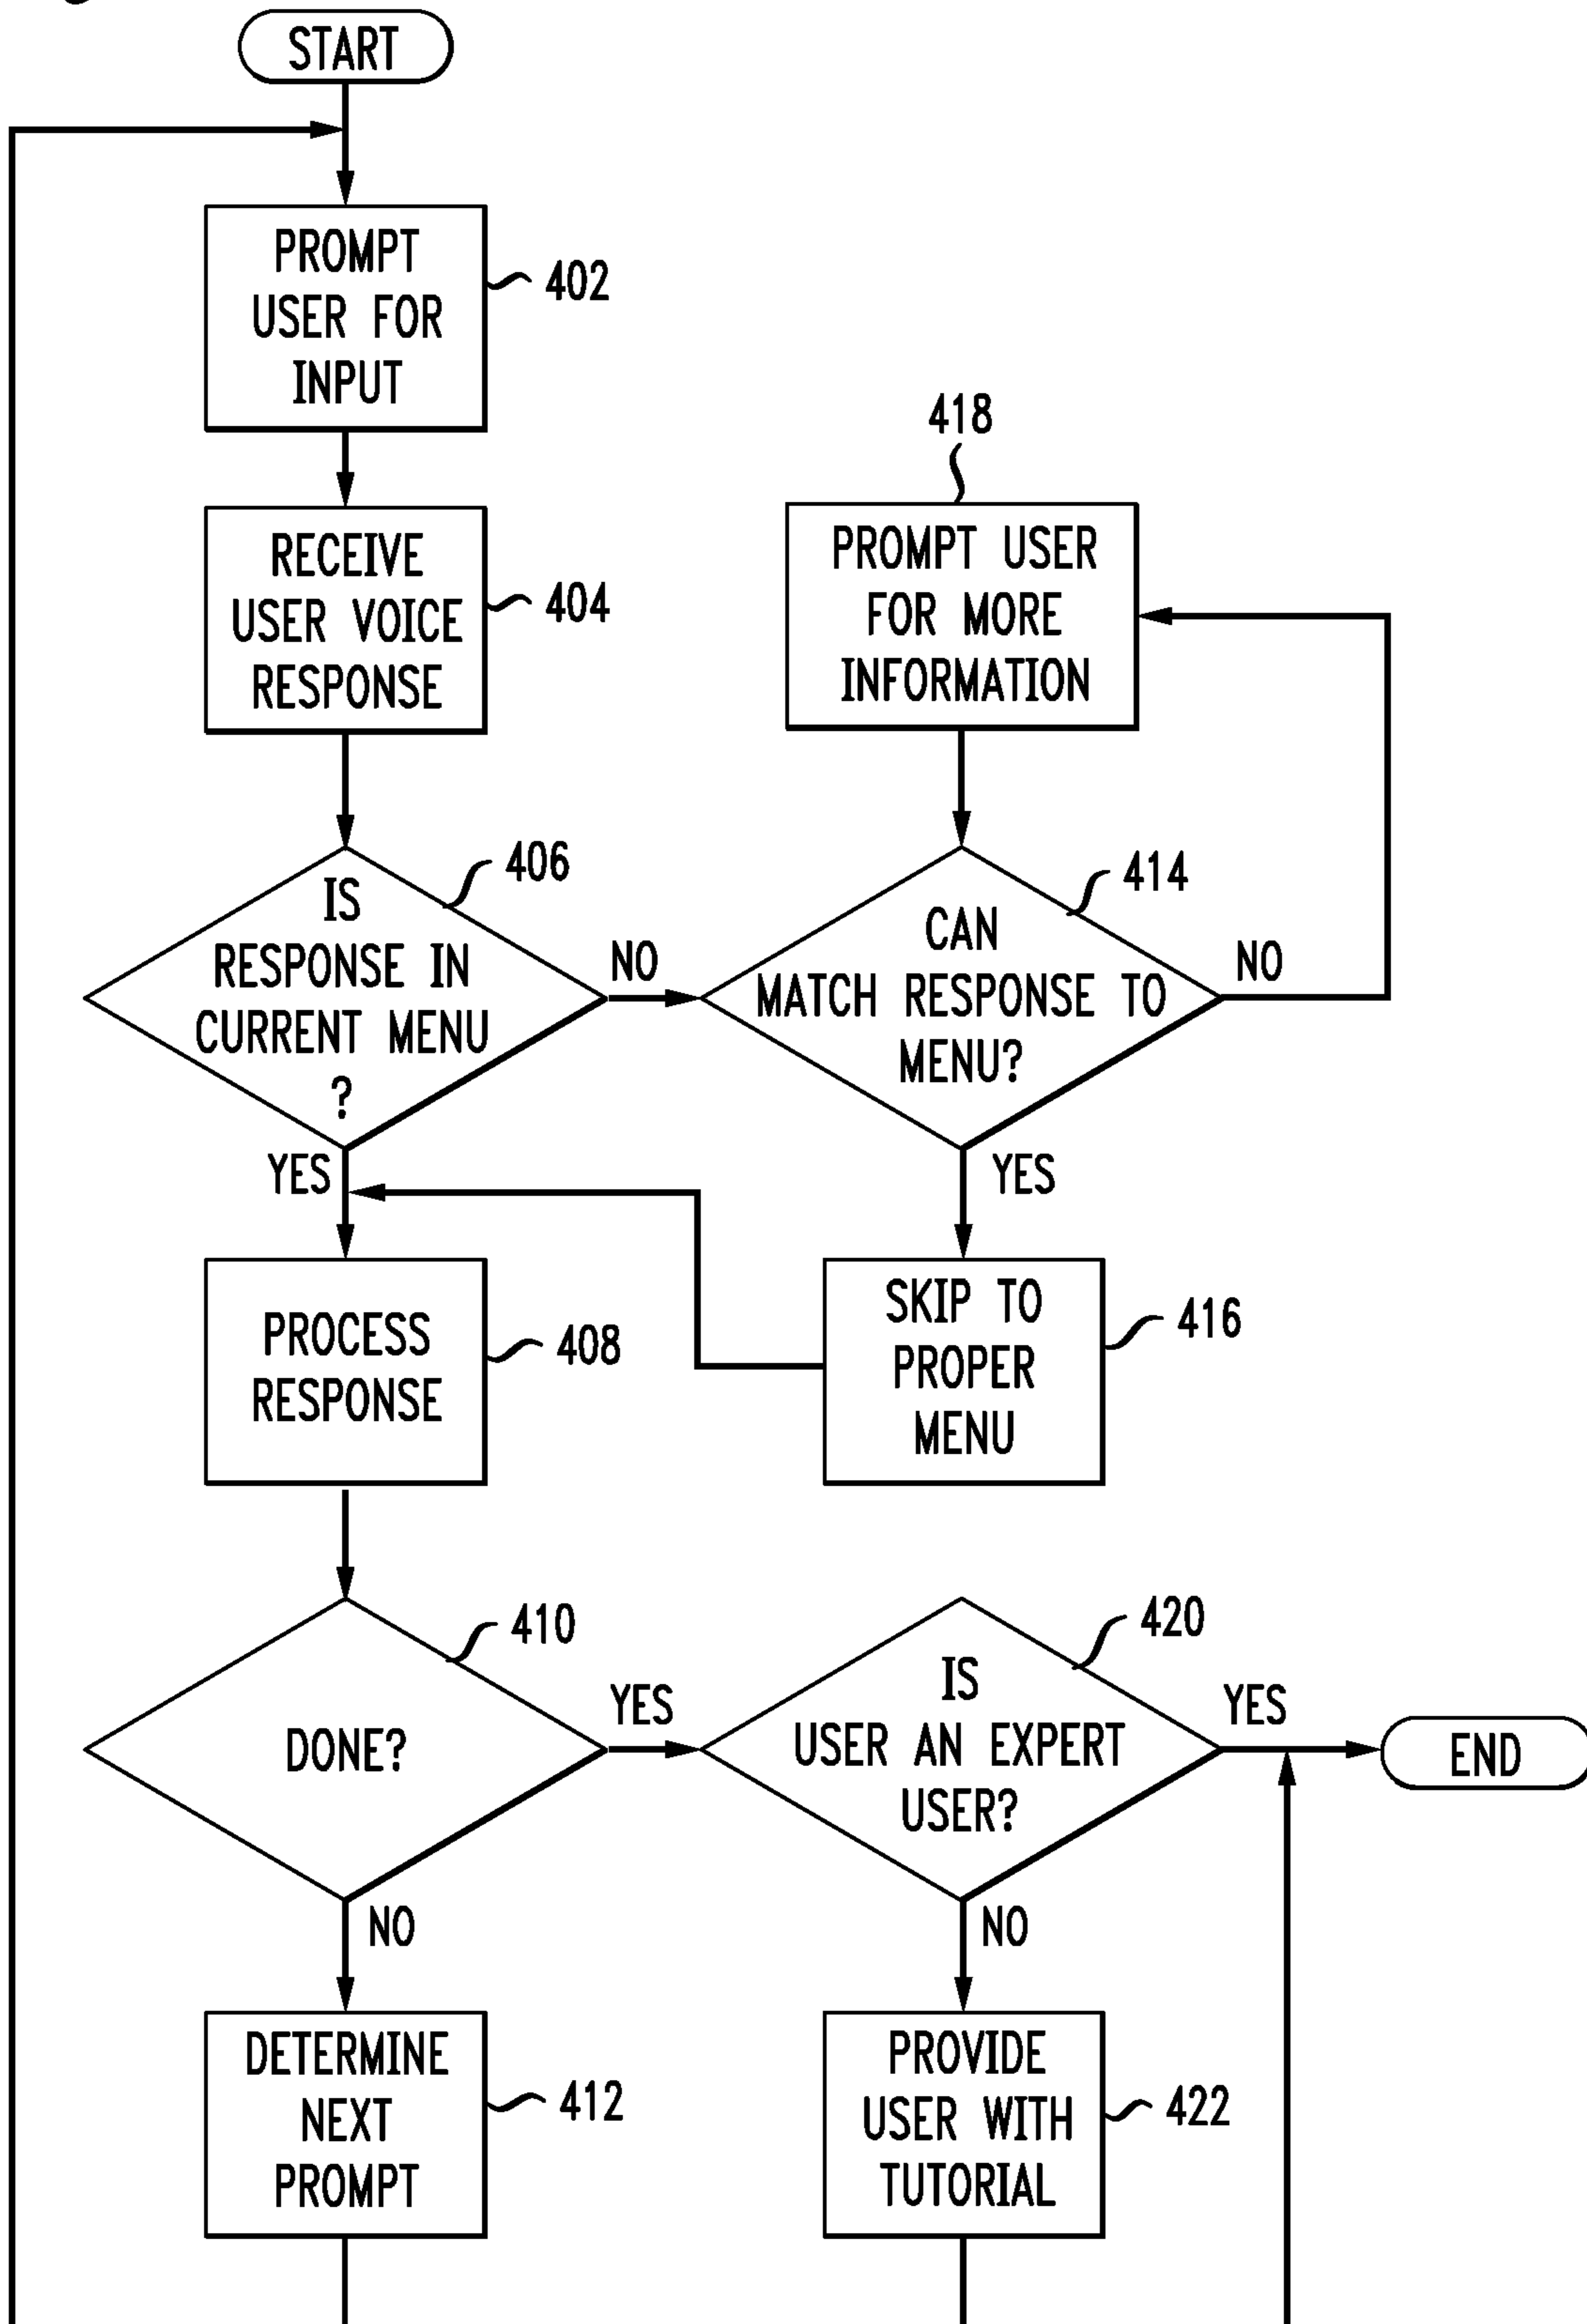 START
PROMPT
USER FOR
INPUT
402
RECEIVE
USER VOICE
RESPONSE
404
418
PROMPT USER
FOR MORE
INFORMATION
IS
RESPONSE IN
CURRENT MENU
?
406
NO
CAN
MATCH RESPONSE TO
MENU?
414
NO
YES
YES
PROCESS
RESPONSE
408
SKIP TO
PROPER
MENU
416
DONE?
410
YES
IS
USER AN EXPERT
USER?
420
YES
END
NO
NO
DETERMINE
NEXT
PROMPT
412
PROVIDE
USER WITH
TUTORIAL
422